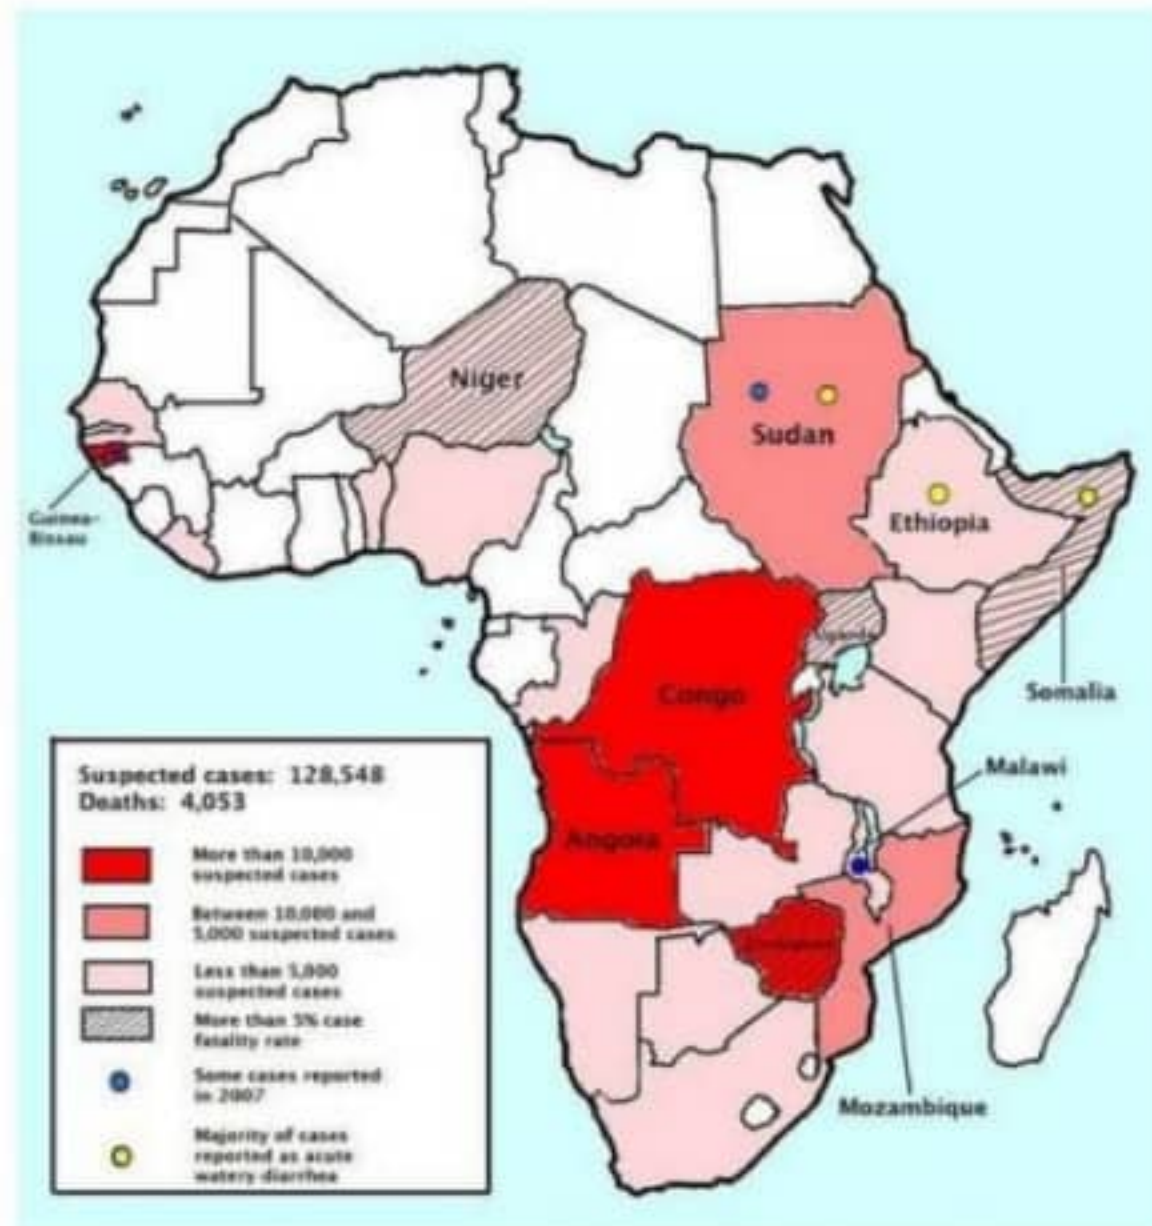 Niger
Sudan
Ethiopia
Guinea-
Bissau
Uganda
Congo
Somalia
Malawi
Angola
Mozambique
Suspected cases: 128,548
Deaths: 4,053
More than 10,000
suspected cases
Between 10,000 and
5,000 suspected cases
Less than 5,000
suspected cases
More than 5% case
fatality rate
Some cases reported
in 2007
Majority of cases
reported as acute
watery diarrhea